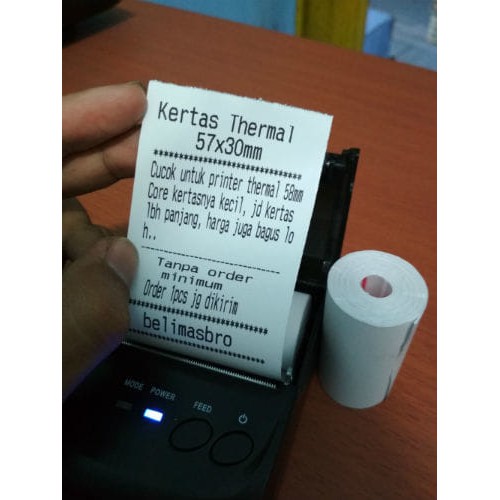 Kertas Thermal
57x30mm
******************************
Cucok untuk printer thermal 58mm
Core kertasnya kecil, jd kertas
lbh panjang, harga juga bagus lo
h..
--------------------------------
Tanpa order
minimum
Order 1pcs jg dikirim
******************************
belimasbro
******************************
MODE POWER FEED